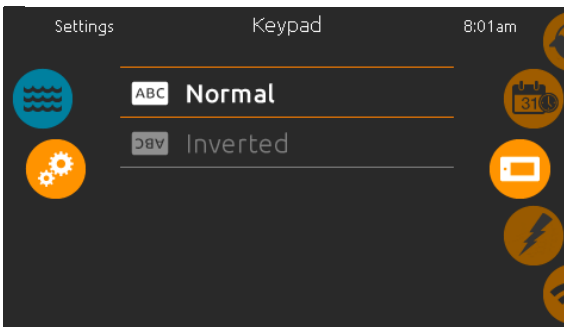 Settings
Keypad
8:01am
31
ABC Normal
ABC Inverted